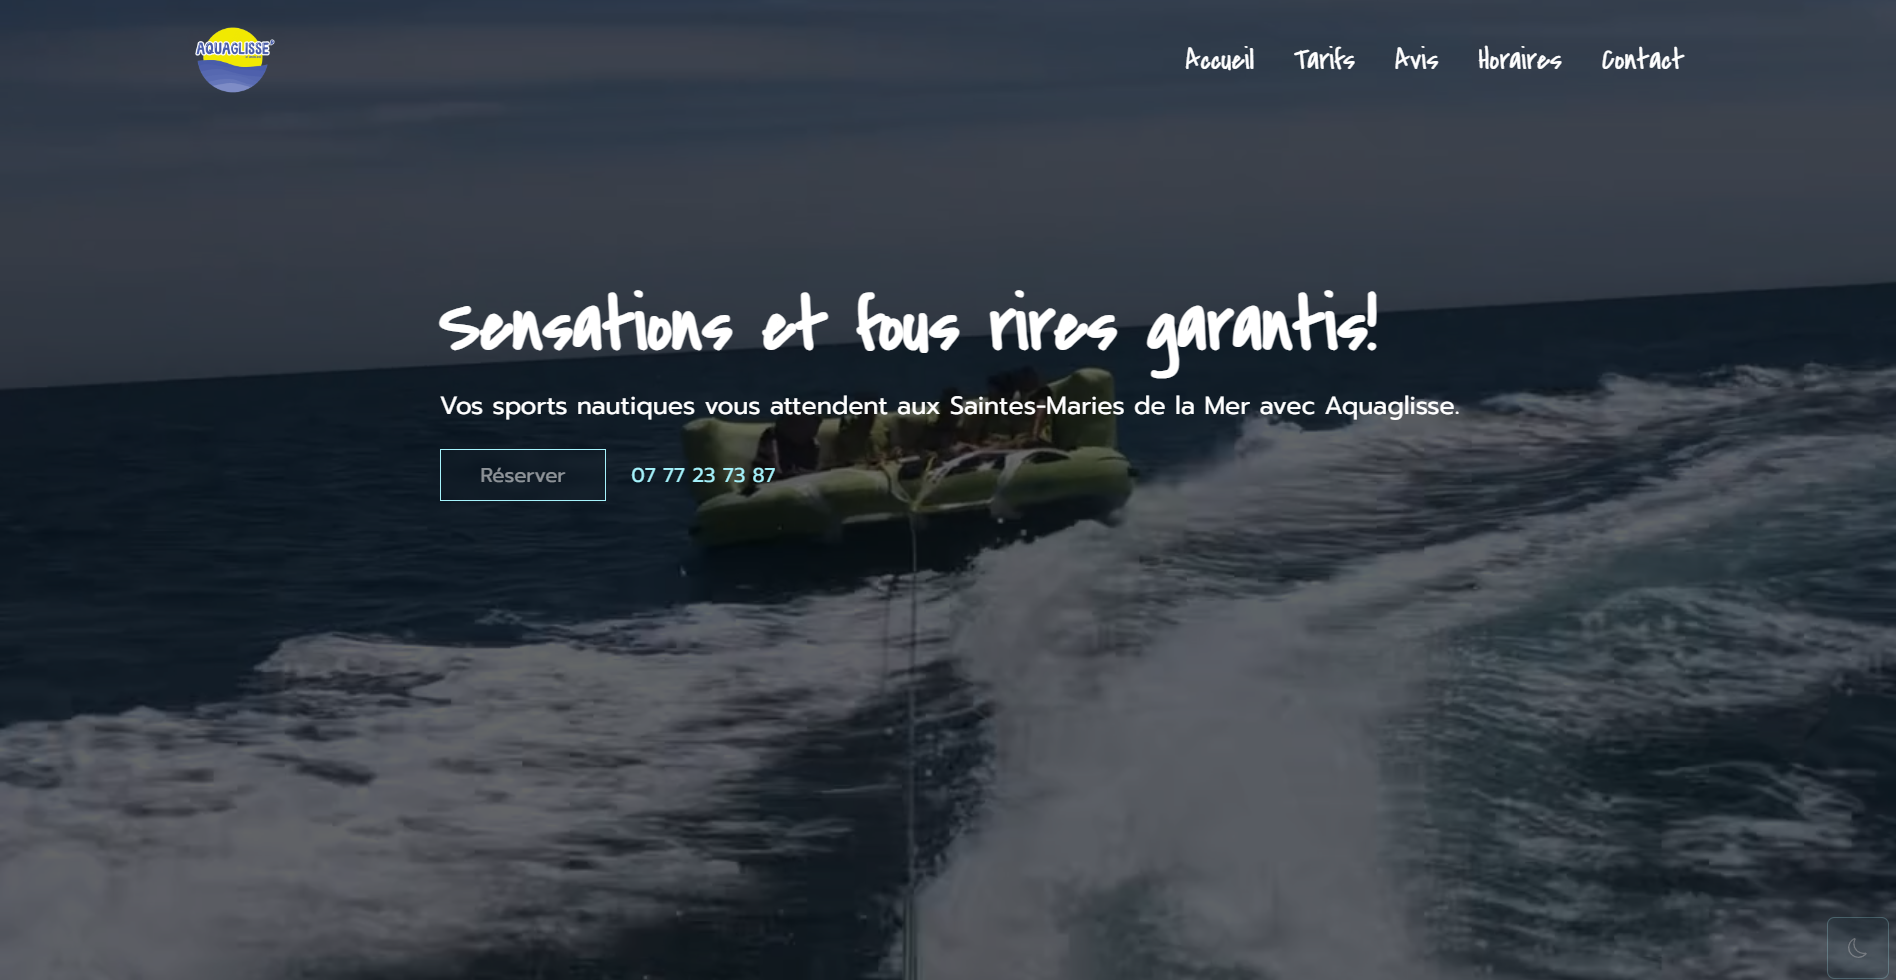 AQUAGLISSE
Accueil Tarifs Avis Horaires Contact
Sensations et fous rires garantis!
Vos sports nautiques vous attendent aux Saintes-Maries de la Mer avec Aquaglisse.
Réserver 07 77 23 73 87